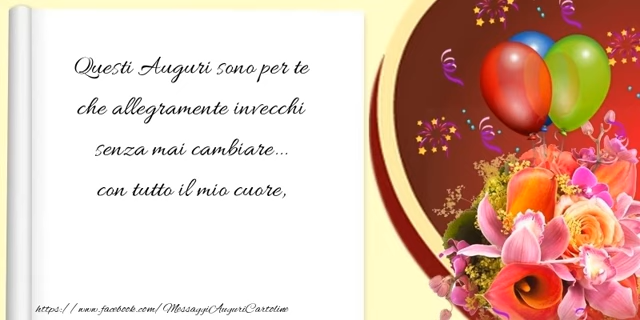 Questi Auguri sono per te
che allegramente invecchi
senza mai cambiare...
con tutto il mio cuore,
https://www.facebook.com/MessaggiAuguriCartoline